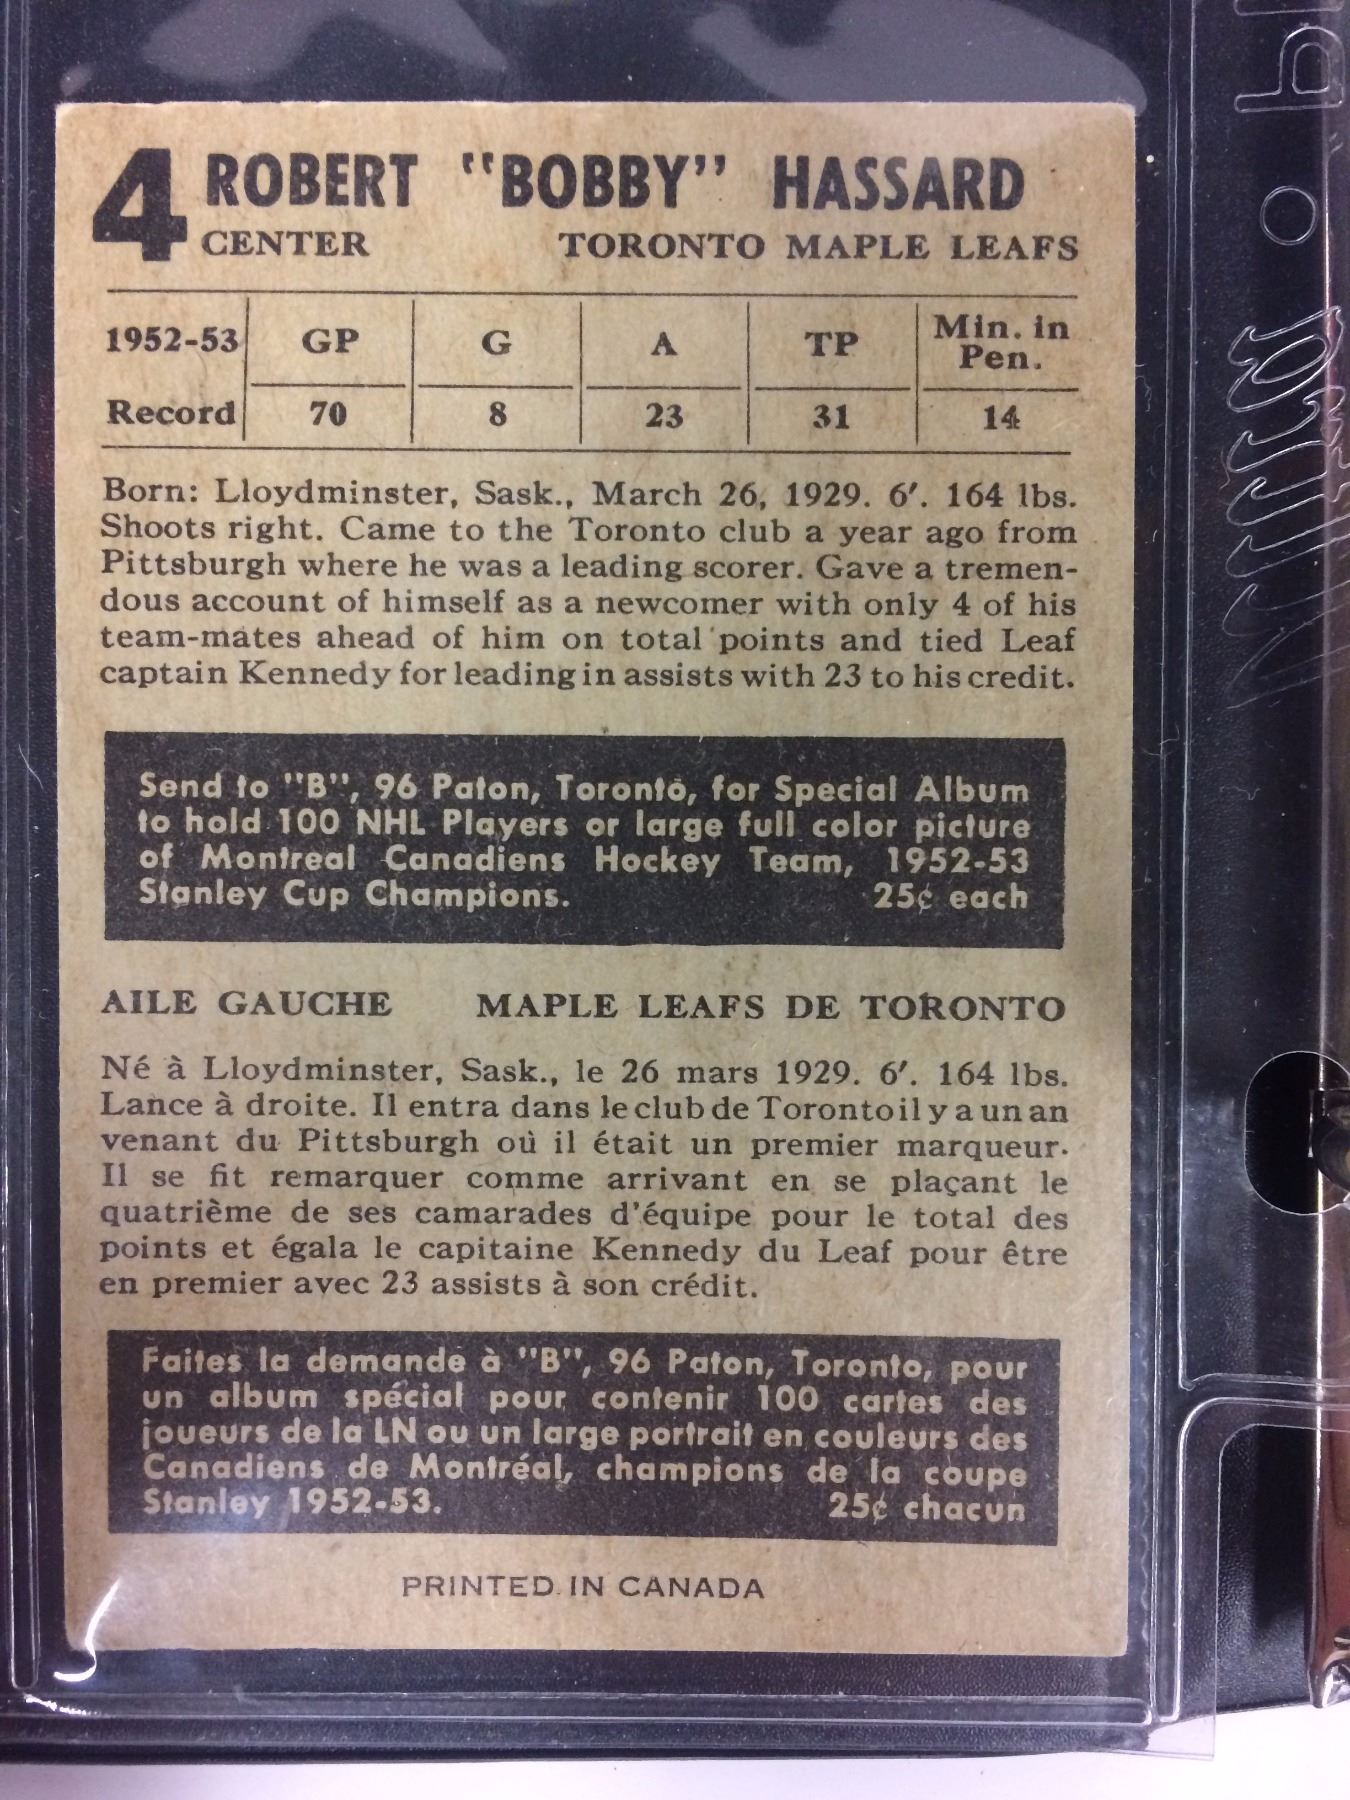 4 ROBERT "BOBBY" HASSARD
CENTER TORONTO MAPLE LEAFS
1952-53 GP G A TP Min. in Pen.
Record 70 8 23 31 14
Born: Lloydminster, Sask., March 26, 1929. 6'. 164 lbs.
Shoots right. Came to the Toronto club a year ago from
Pittsburgh where he was a leading scorer. Gave a tremen-
dous account of himself as a newcomer with only 4 of his
team-mates ahead of him on total points and tied Leaf
captain Kennedy for leading in assists with 23 to his credit.
Send to "B", 96 Paton, Toronto, for Special Album
to hold 100 NHL Players or large full color picture
of Montreal Canadiens Hockey Team, 1952-53
Stanley Cup Champions. 25¢ each
AILE GAUCHE MAPLE LEAFS DE TORONTO
Né à Lloydminster, Sask., le 26 mars 1929. 6'. 164 lbs.
Lance à droite. Il entra dans le club de Toronto il y a un an
venant du Pittsburgh où il était un premier marqueur.
Il se fit remarquer comme arrivant en se plaçant le
quatrième de ses camarades d'équipe pour le total des
points et égala le capitaine Kennedy du Leaf pour être
en premier avec 23 assists à son crédit.
Faites la demande à "B", 96 Paton, Toronto, pour
un album spécial pour contenir 100 cartes des
joueurs de la LN ou un large portrait en couleurs des
Canadiens de Montréal, champions de la coupe
Stanley 1952-53. 25¢ chacun
PRINTED IN CANADA